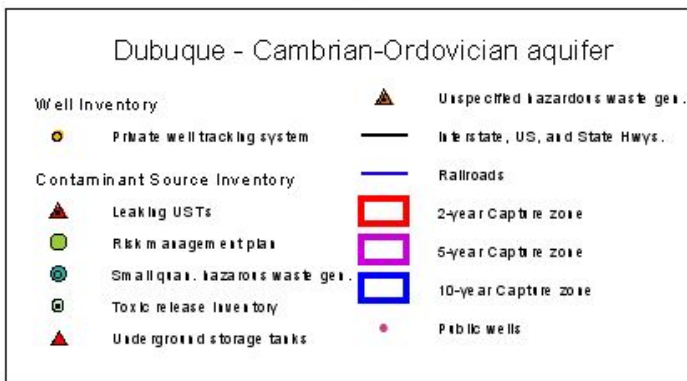 Dubuque - Cambrian-Ordovician aquifer
Well Inventory
Private well tracking system
Contaminant Source Inventory
Leaking USTs
Risk management plan
Small quan. hazarous waste gen.
Toxic release inventory
Underground storage tanks
Unspecified hazardous waste gen.
Interstate, US, and State Hwys.
Railroads
2-year Capture zone
5-year Capture zone
10-year Capture zone
Public wells